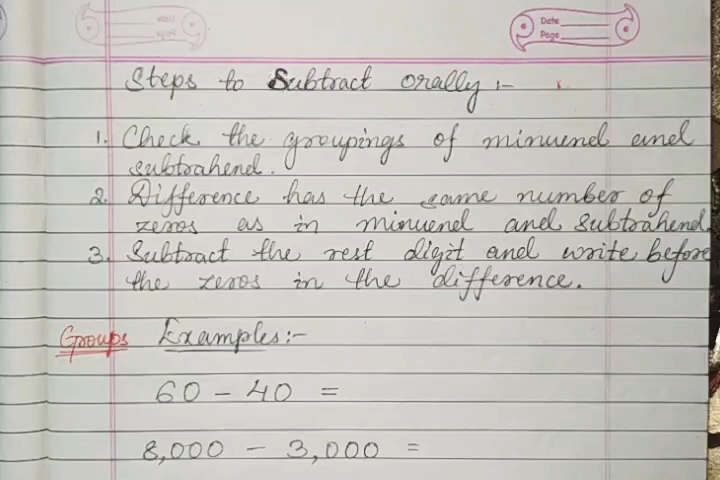 Date
Page
Steps to Subtract orally :-
1. Check the groupings of minuend and
subtrahend.
2. Difference has the same number of
zeros as in minuend and subtrahend.
3. Subtract the rest digit and write before
the zeros in the difference.
Groups Examples:-
60 - 40 =
8,000 - 3,000 =